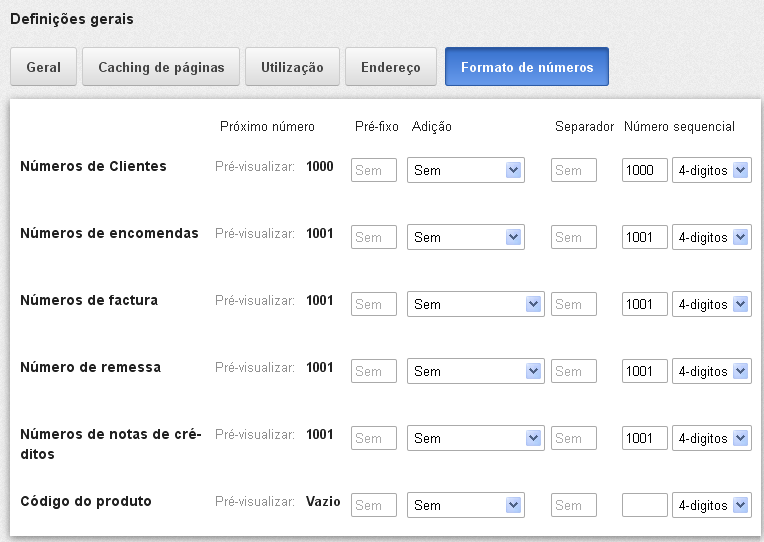 Definições gerais
Geral Caching de páginas Utilização Endereço Formato de números
Próximo número Pré-fixo Adição Separador Número sequencial
Números de Clientes Pré-visualizar: 1000 Sem Sem Sem 1000 4-digitos
Números de encomendas Pré-visualizar: 1001 Sem Sem Sem 1001 4-digitos
Números de factura Pré-visualizar: 1001 Sem Sem Sem 1001 4-digitos
Número de remessa Pré-visualizar: 1001 Sem Sem Sem 1001 4-digitos
Números de notas de cré- Pré-visualizar: 1001 Sem Sem Sem 1001 4-digitos
ditos
Código do produto Pré-visualizar: Vazio Sem Sem Sem 4-digitos